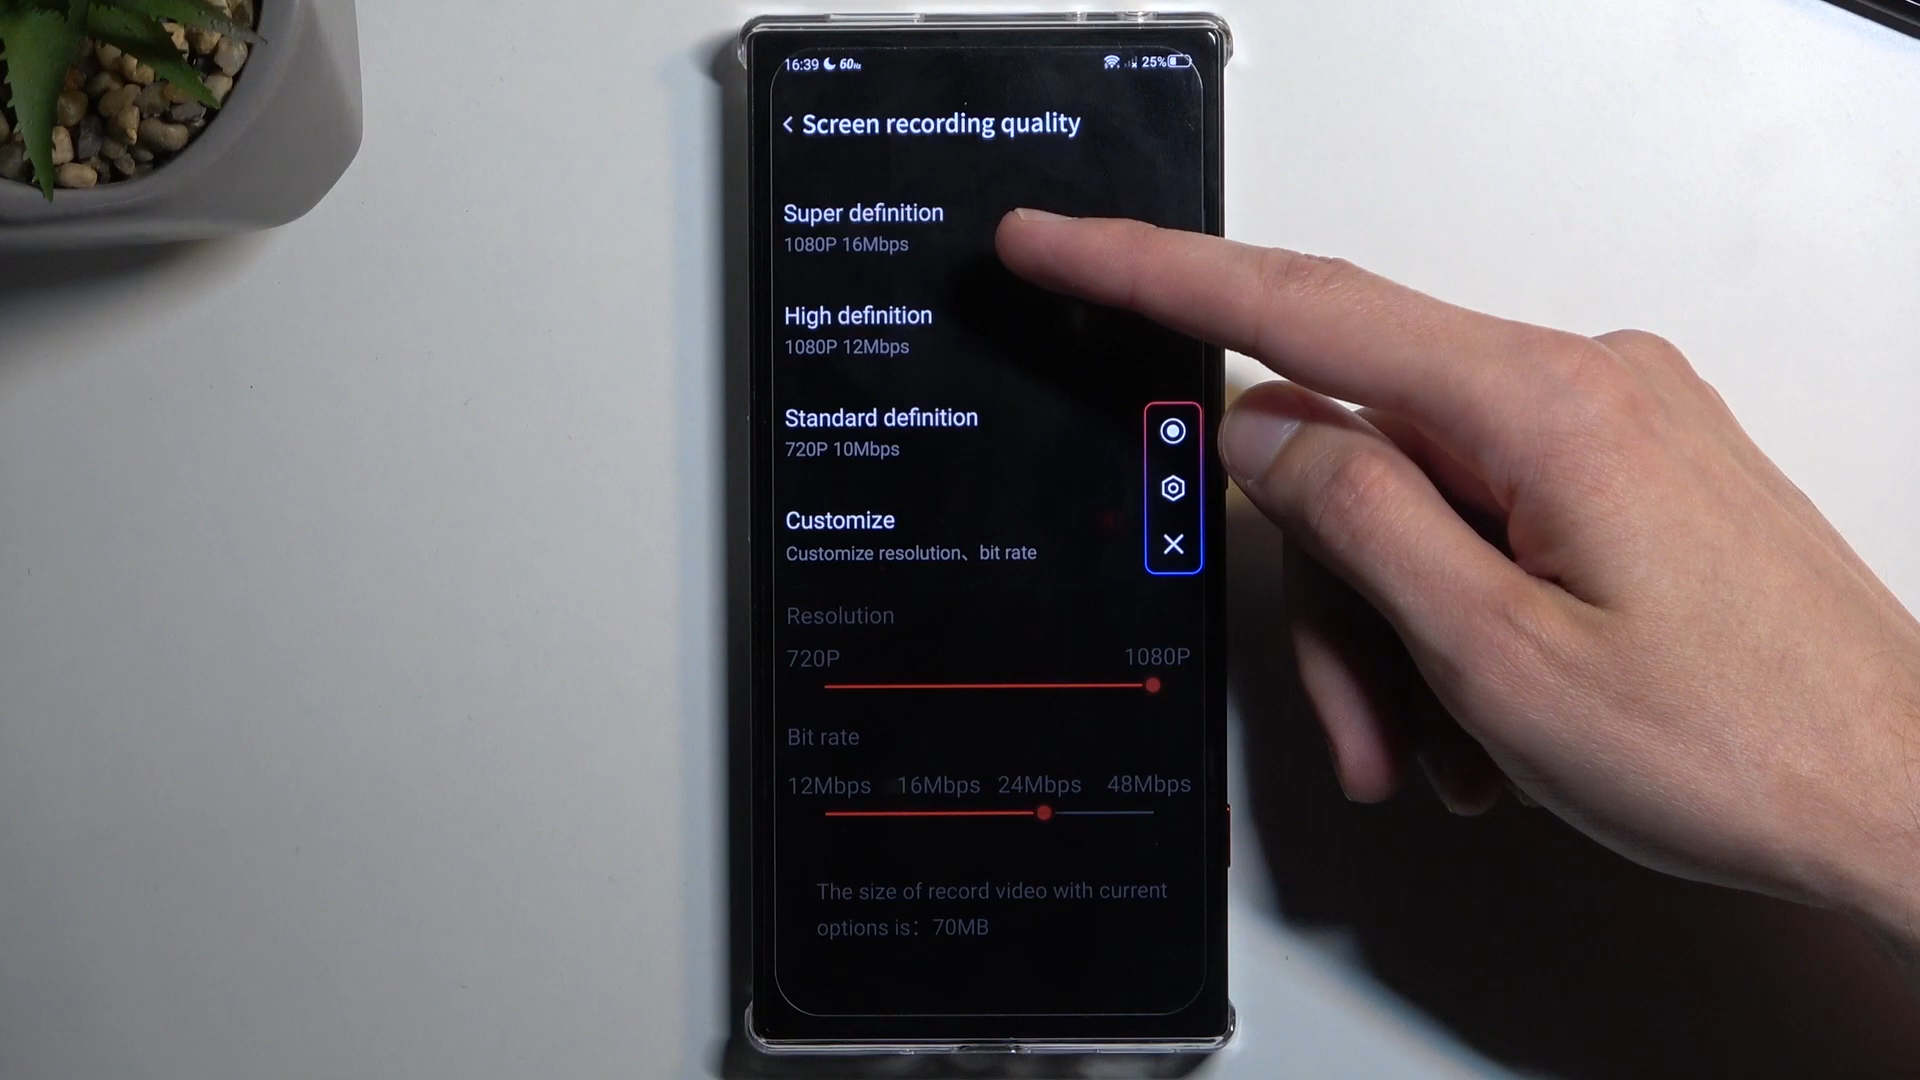 16:39 60Hz 25%
Screen recording quality
Super definition
1080P 16Mbps
High definition
1080P 12Mbps
Standard definition
720P 10Mbps
Customize
Customize resolution、bit rate
Resolution
720P 1080P
Bit rate
12Mbps 16Mbps 24Mbps 48Mbps
The size of record video with current
options is：70MB